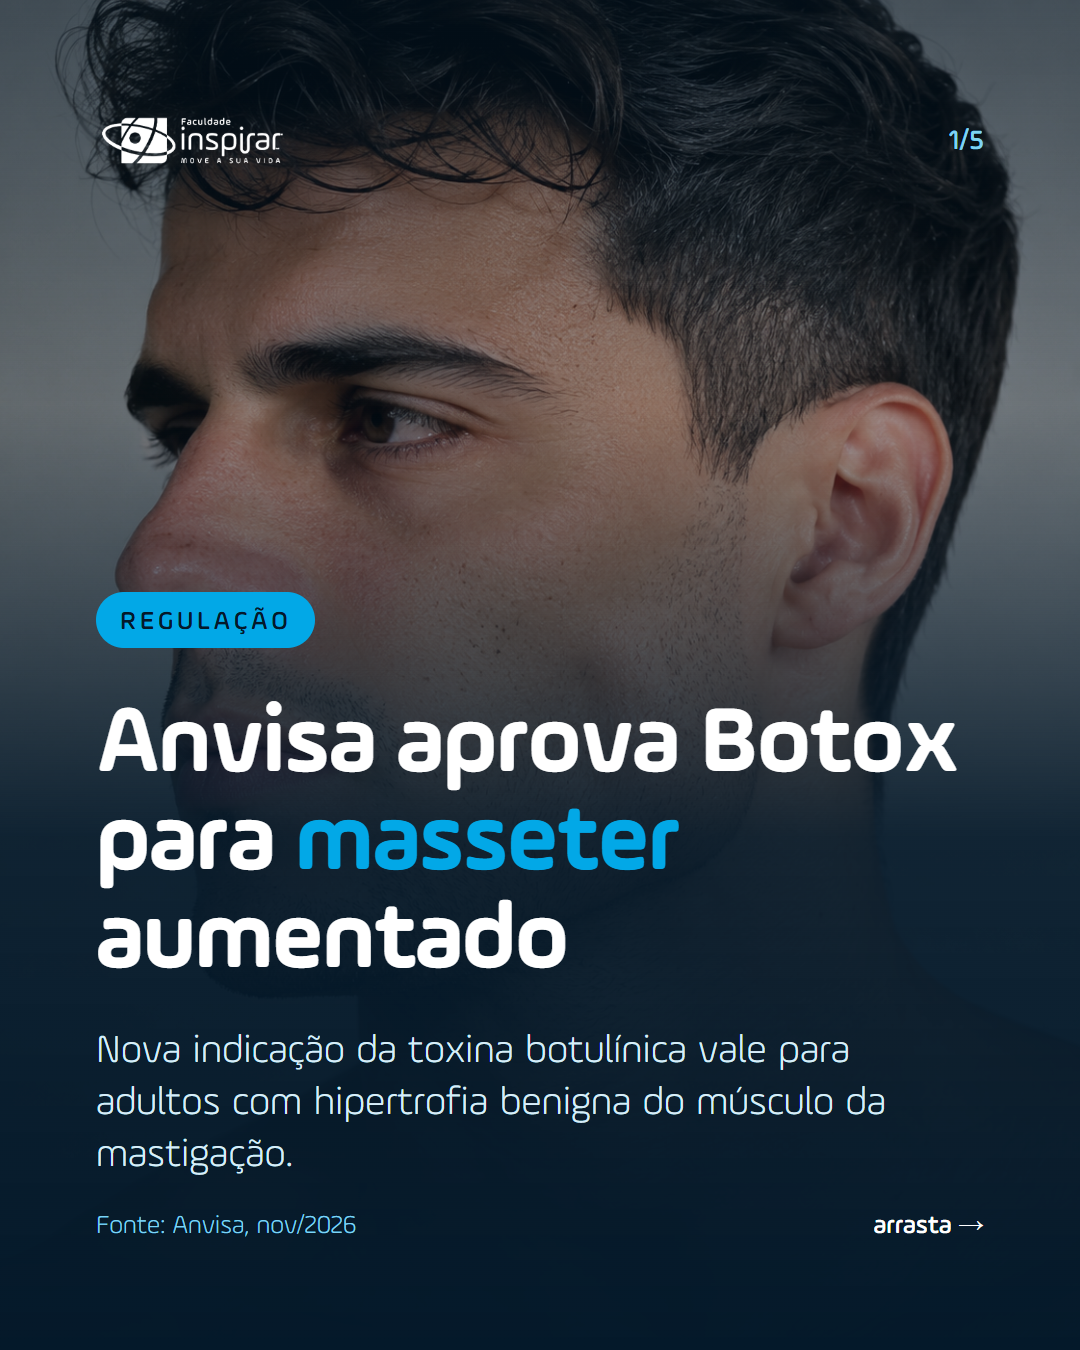 Faculdade
inspirar
MOVE A SUA VIDA
1/5
REGULAÇÃO
Anvisa aprova Botox
para masseter
aumentado
Nova indicação da toxina botulínica vale para
adultos com hipertrofia benigna do músculo da
mastigação.
Fonte: Anvisa, nov/2026
arrasta →